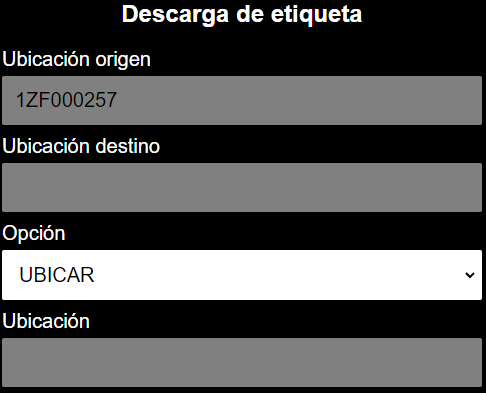 Descarga de etiqueta
Ubicación origen
1ZF000257
Ubicación destino
Opción
UBICAR
Ubicación